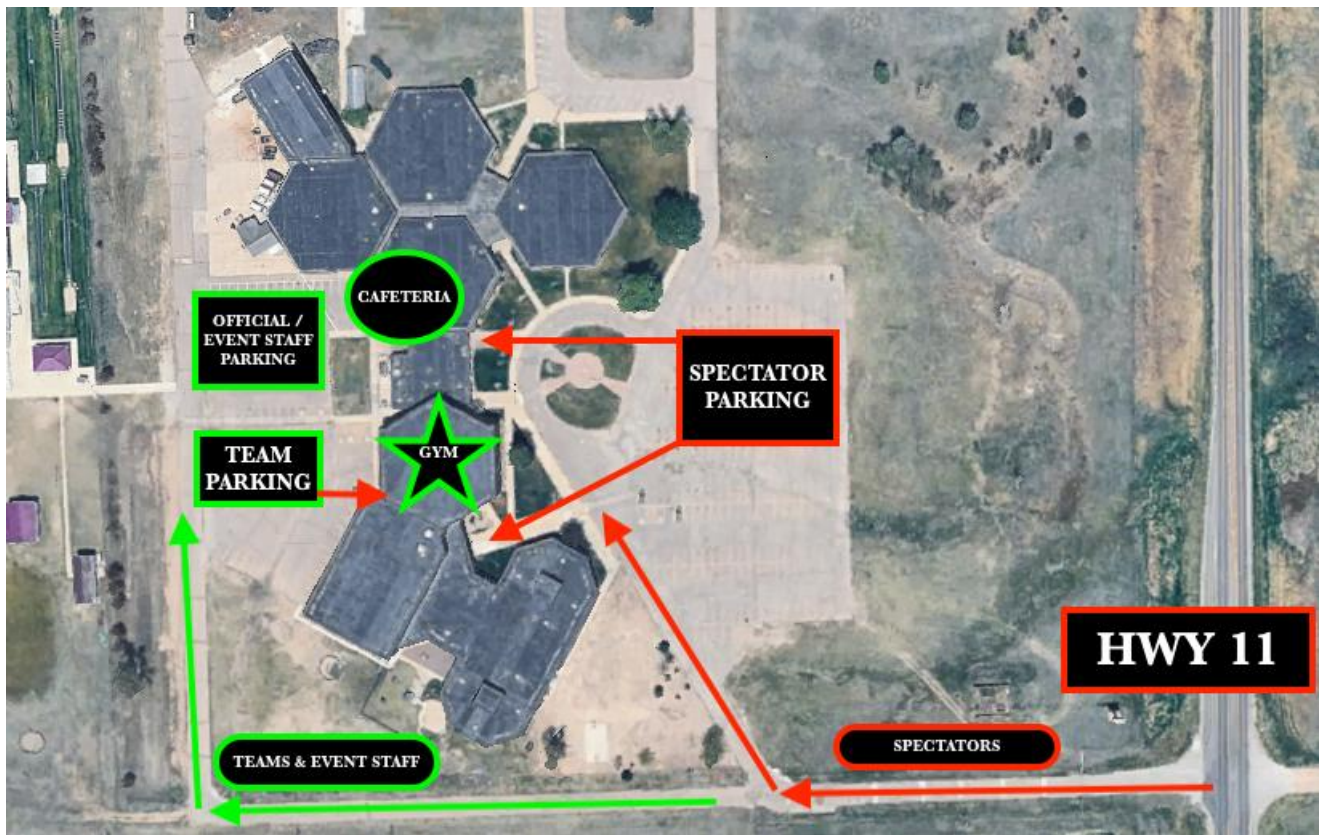 CAFETERIA
OFFICIAL /
EVENT STAFF
PARKING
SPECTATOR
PARKING
TEAM
PARKING
GYM
HWY 11
SPECTATORS
TEAMS & EVENT STAFF